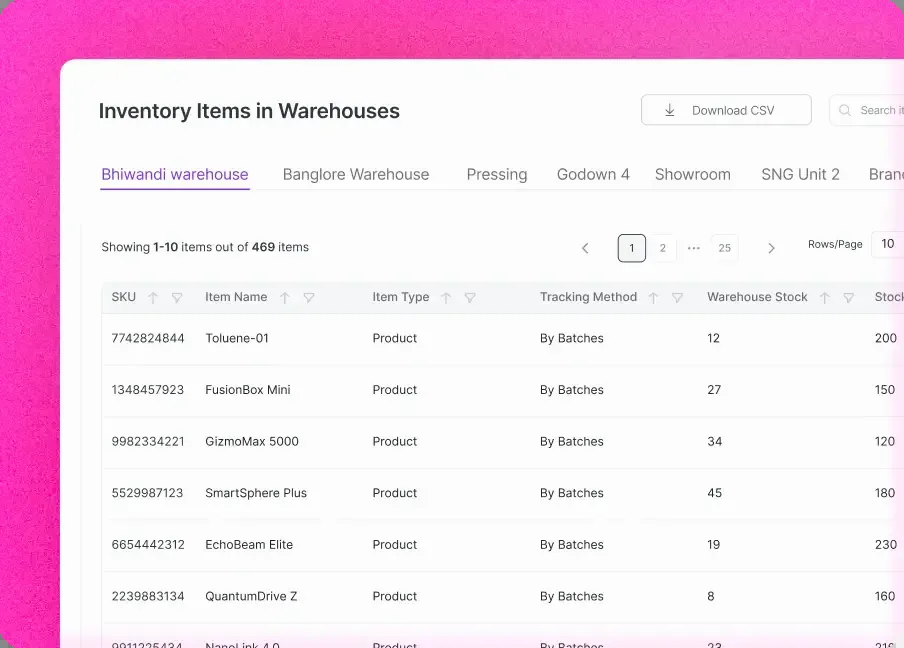 Inventory Items in Warehouses
Download CSV
Search
Bhiwandi warehouse Banglore Warehouse Pressing Godown 4 Showroom SNG Unit 2
Showing 1-10 items out of 469 items
1 2 ... 25
Rows/Page 10
SKU Item Name Item Type Tracking Method Warehouse Stock Stock
7742824844 Toluene-01 Product By Batches 12 200
1348457923 FusionBox Mini Product By Batches 27 150
9982334221 GizmoMax 5000 Product By Batches 34 120
5529987123 SmartSphere Plus Product By Batches 45 180
6654442312 EchoBeam Elite Product By Batches 19 230
2239883134 QuantumDrive Z Product By Batches 8 160
9911225434 NanoLink 4.0 Product By Batches 23